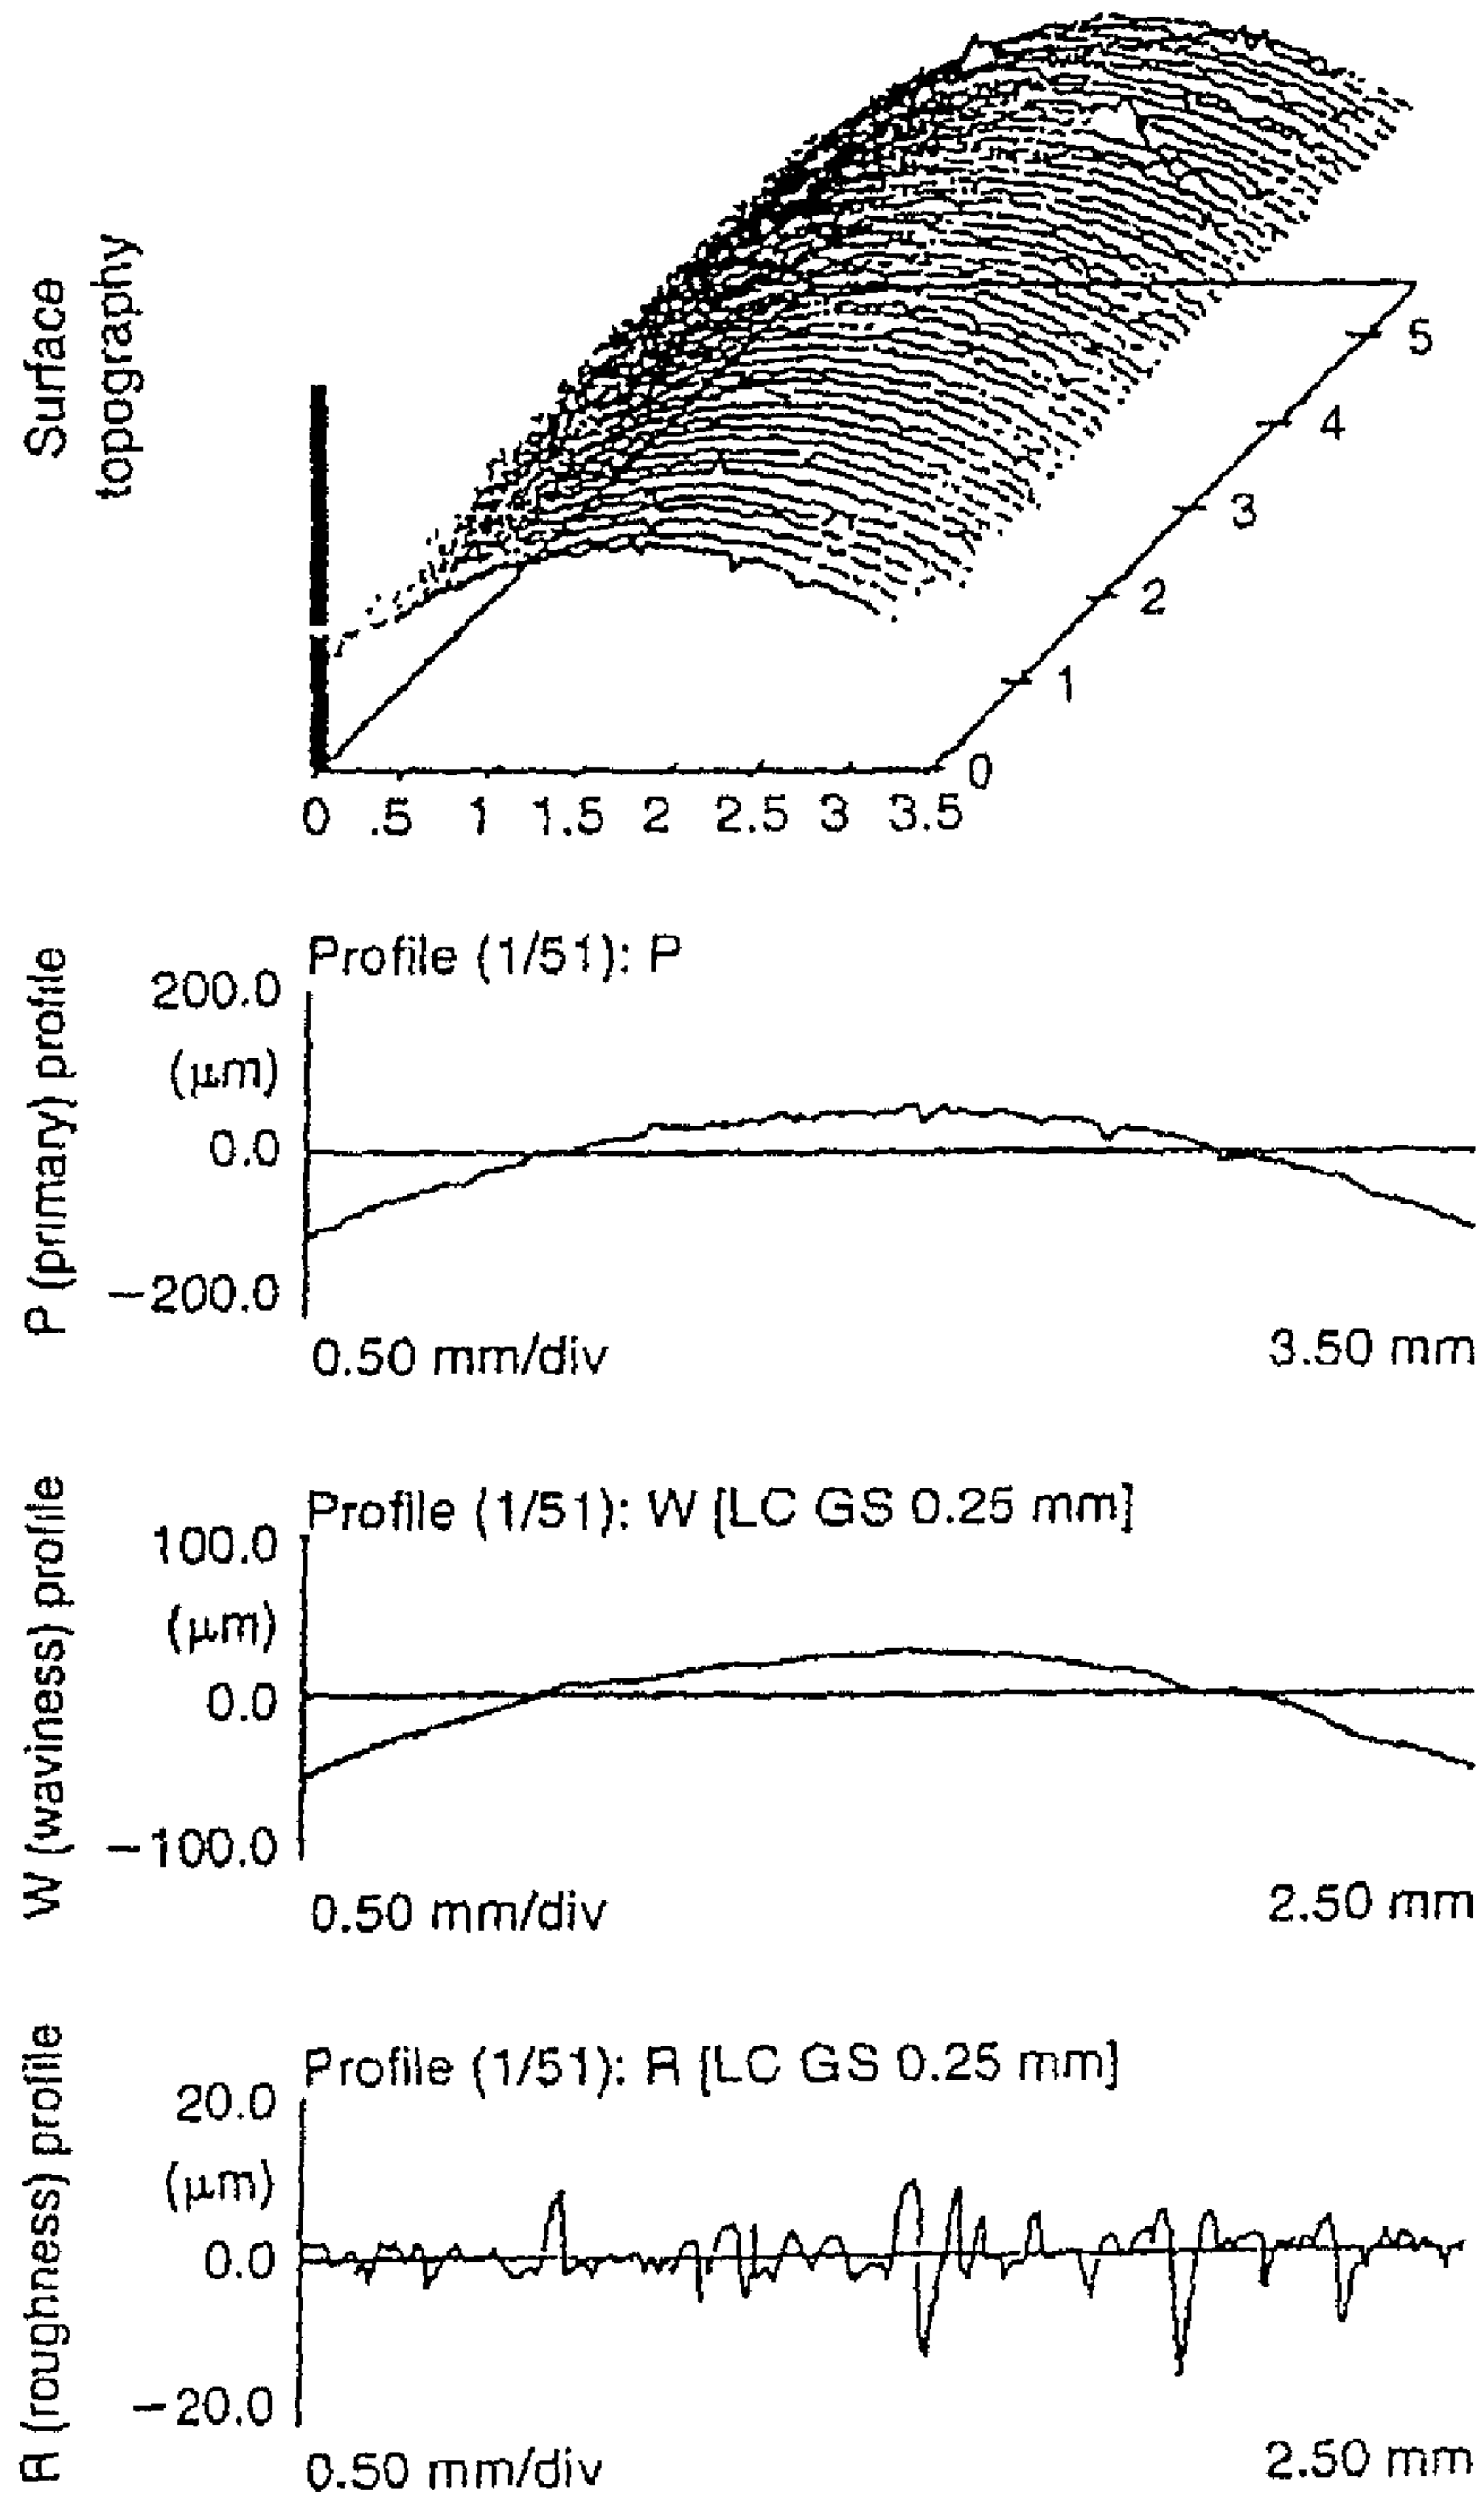 Surface
topography
5
4
3
2
1
0
0 .5 1 1.5 2 2.5 3 3.5
P (primary) profile
Profile (1/51): P
200.0
(μm)
0.0
−200.0
0.50 mm/div 3.50 mm
W (waviness) profile
Profile (1/51): W [LC GS 0.25 mm]
100.0
(μm)
0.0
−100.0
0.50 mm/div 2.50 mm
R (roughness) profile
Profile (1/51): R [LC GS 0.25 mm]
20.0
(μm)
0.0
−20.0
0.50 mm/div 2.50 mm